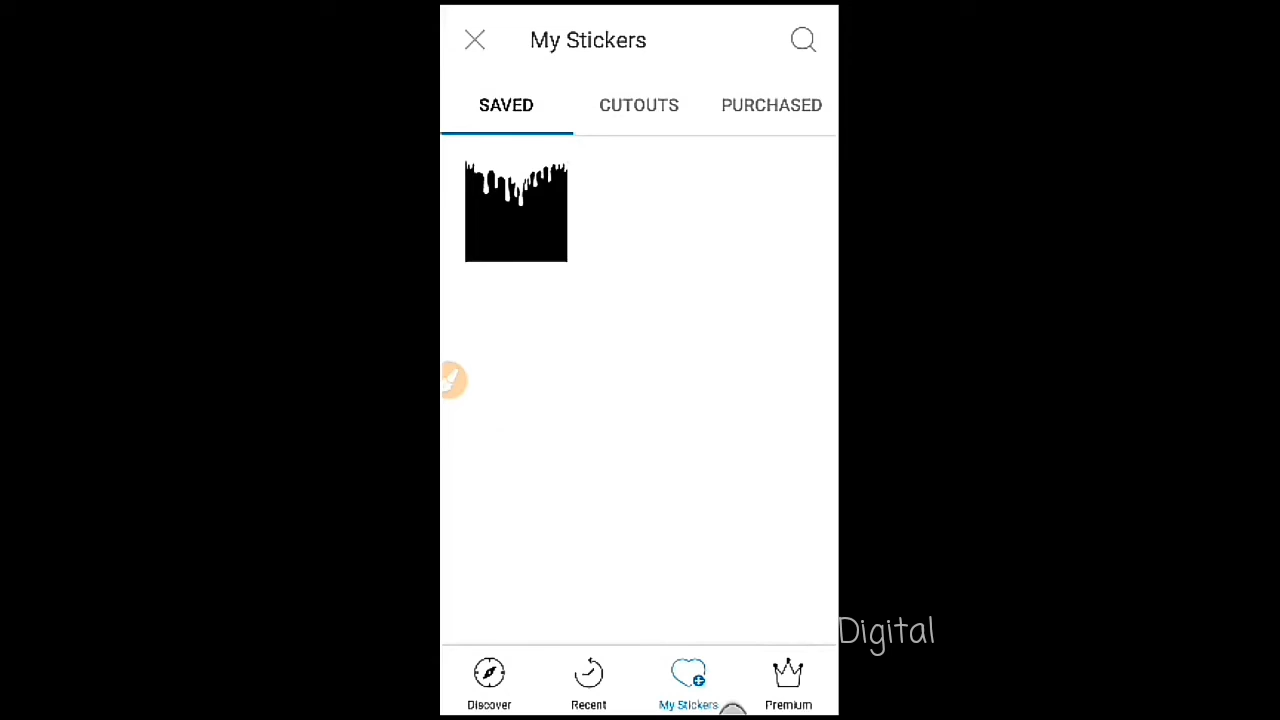 My Stickers
SAVED CUTOUTS PURCHASED
Digital
Discover Recent My Stickers Premium